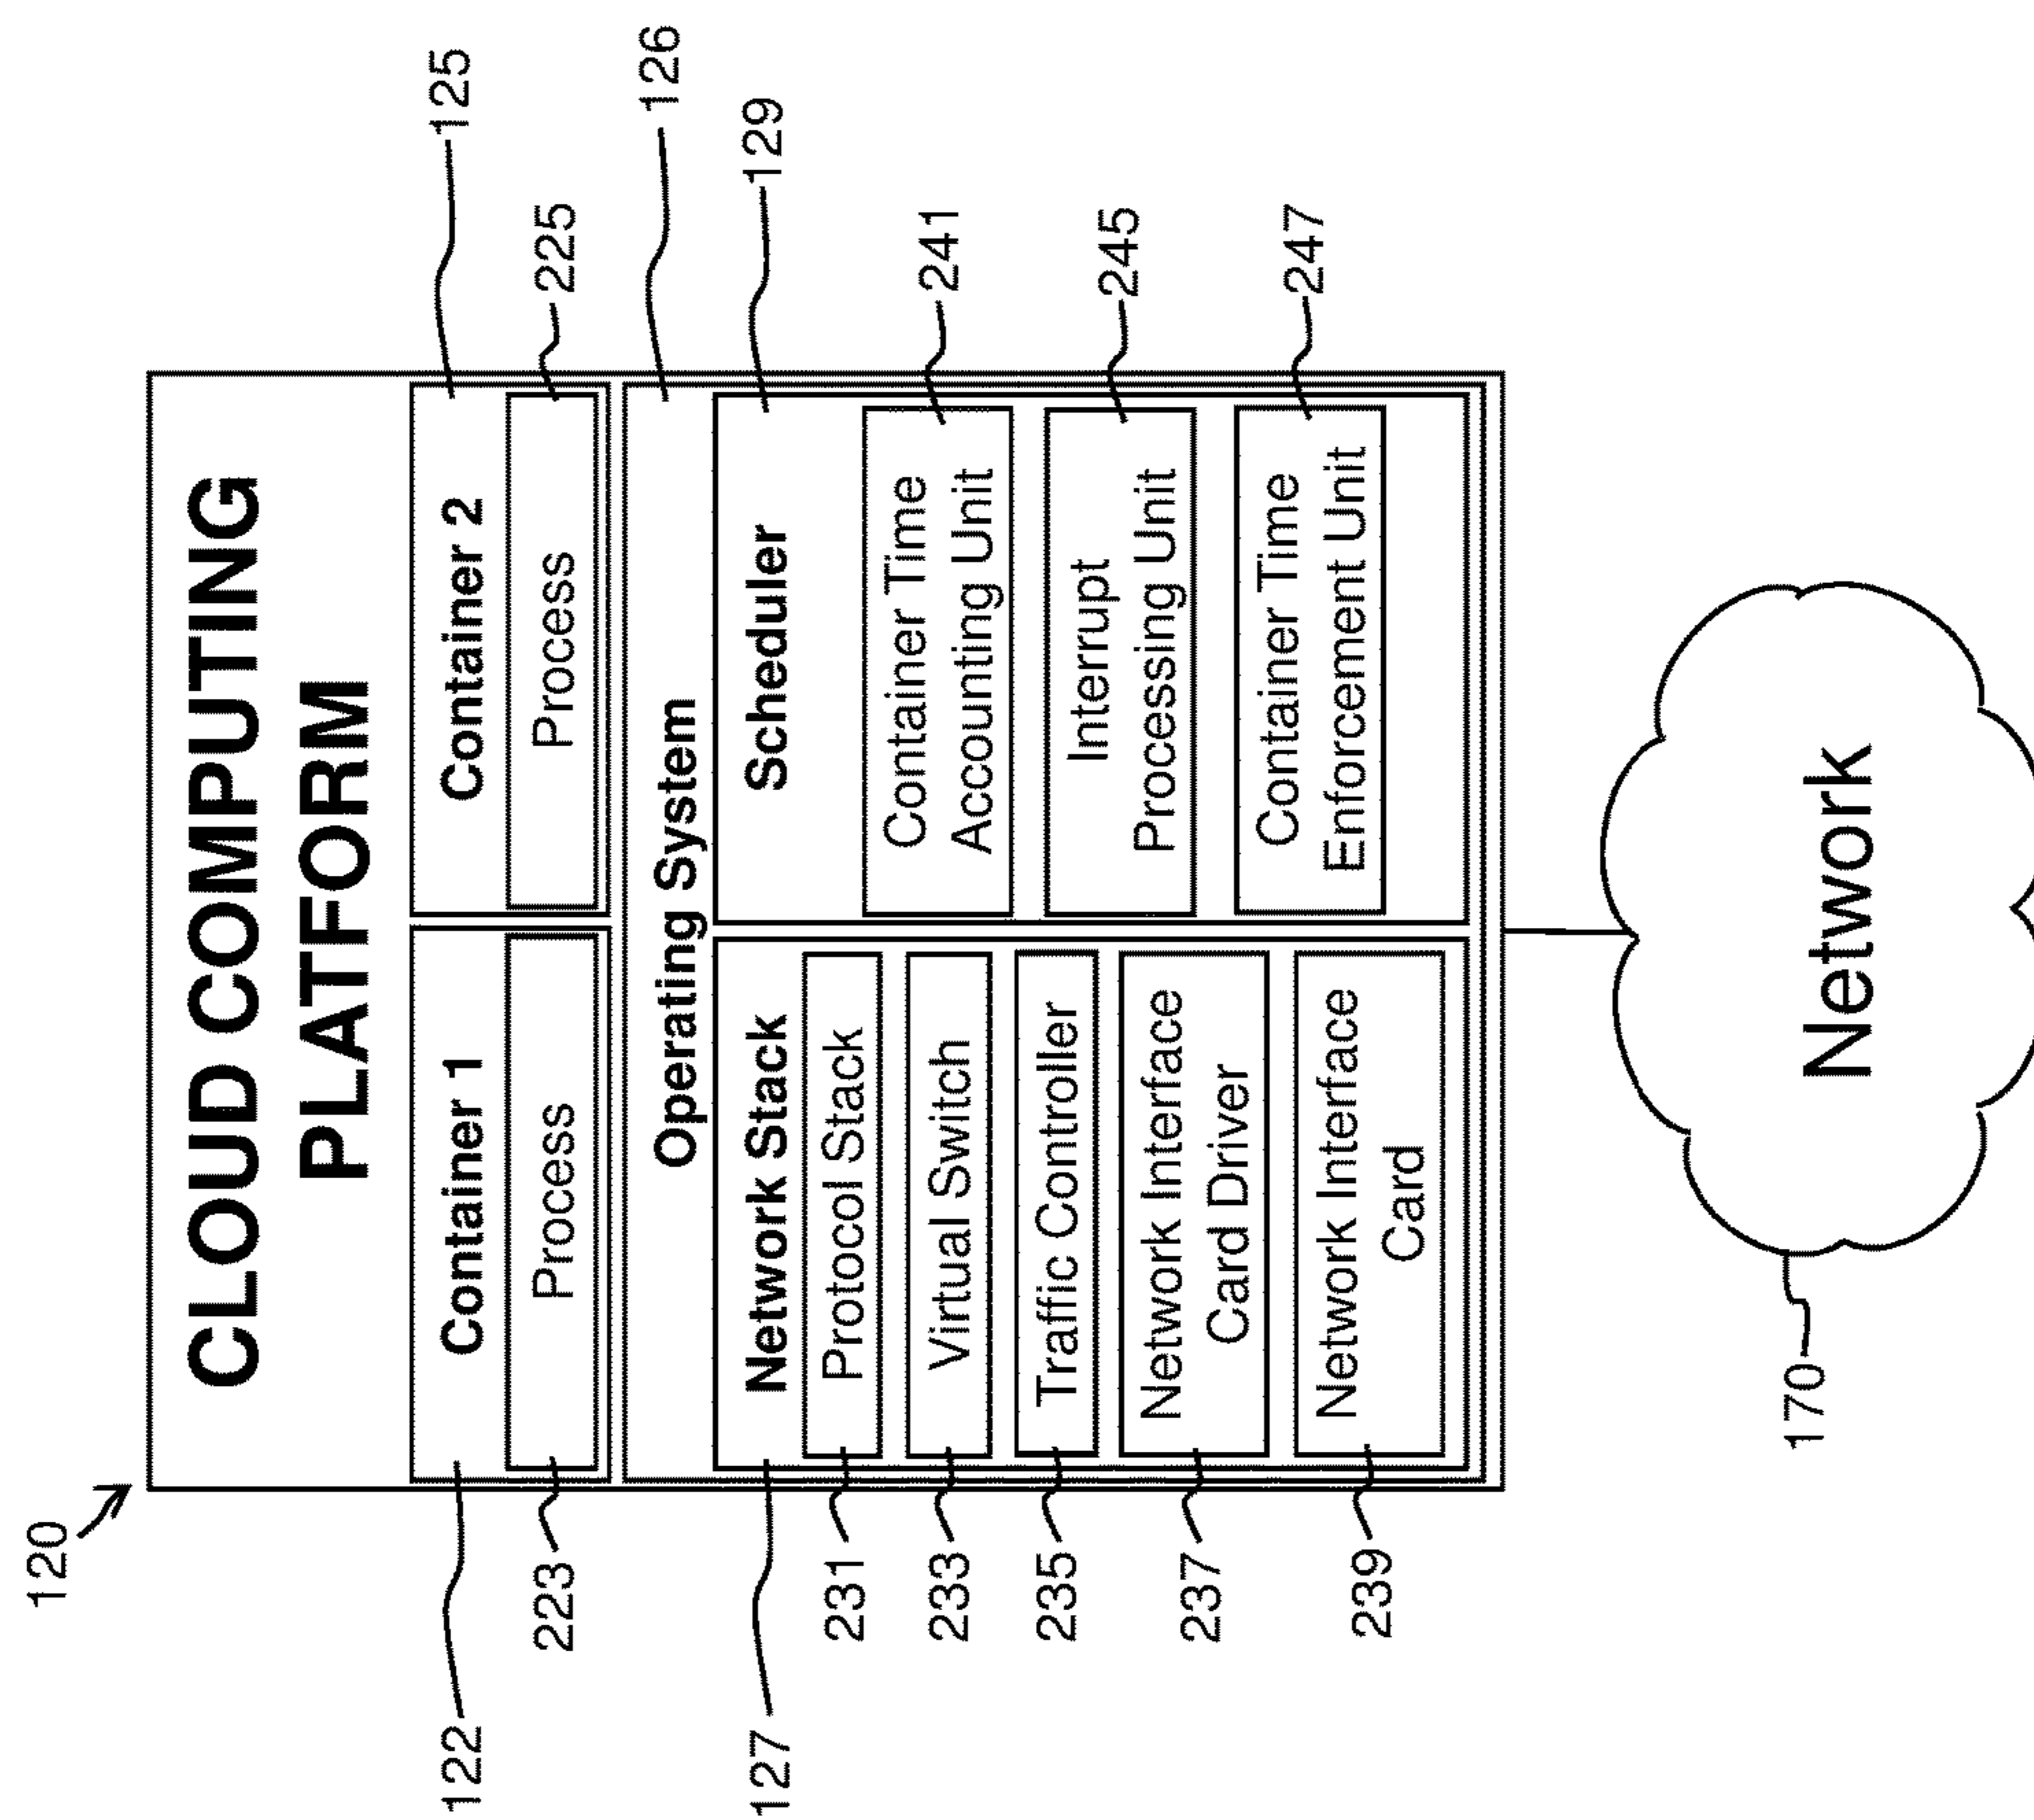 120
CLOUD COMPUTING
PLATFORM
122
Container 1
Container 2
125
223
Process
Process
225
Operating System
126
127
Network Stack
Scheduler
129
231
Protocol Stack
233
Virtual Switch
235
Traffic Controller
237
Network Interface
Card Driver
239
Network Interface
Card
Container Time
Accounting Unit
241
Interrupt
Processing Unit
245
Container Time
Enforcement Unit
247
170
Network